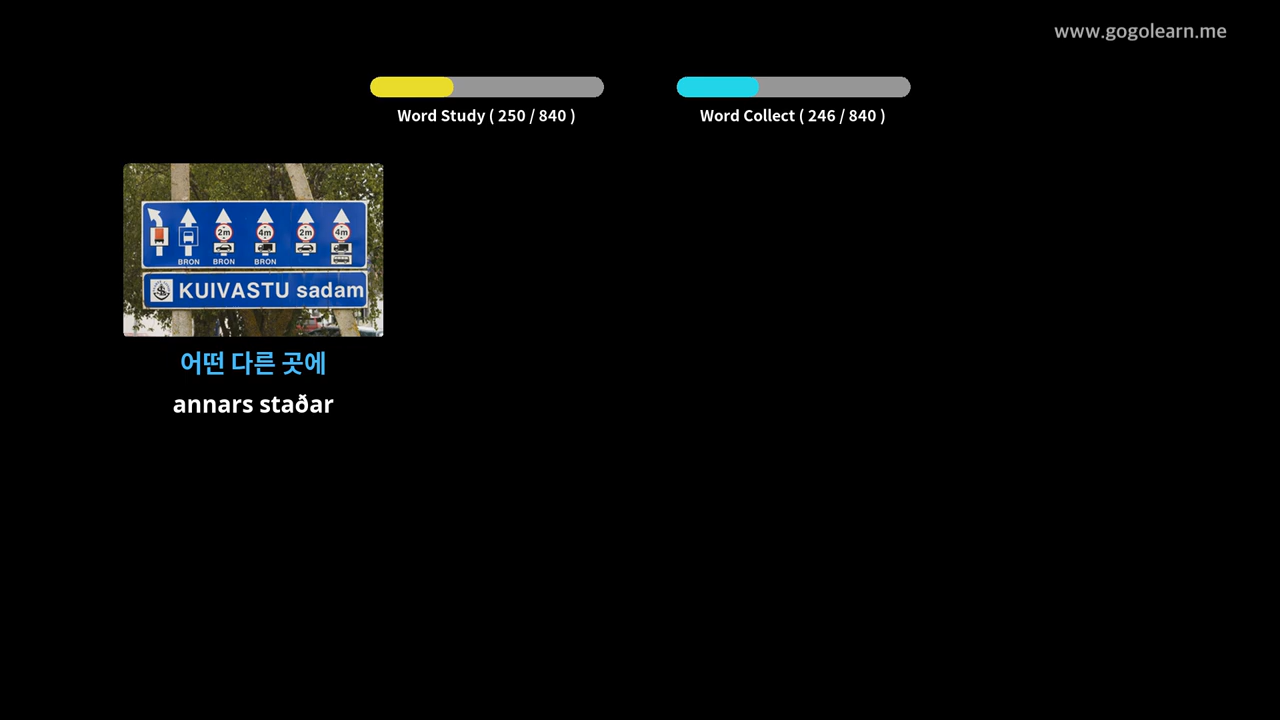 www.gogolearn.me
Word Study ( 250 / 840 )
Word Collect ( 246 / 840 )
2m 4m 2m 4m
BRON BRON BRON
KUIVASTU sadam
어떤 다른 곳에
annars staðar